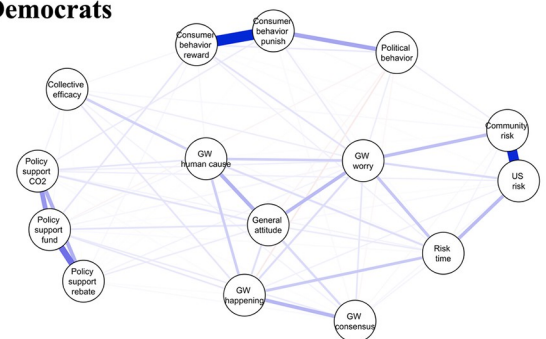 Democrats
Consumer
behavior
reward
Consumer
behavior
punish
Political
behavior
Collective
efficacy
Community
risk
US
risk
GW
human cause
GW
worry
Policy
support
CO2
Policy
support
fund
Policy
support
rebate
General
attitude
Risk
time
GW
happening
GW
consensus